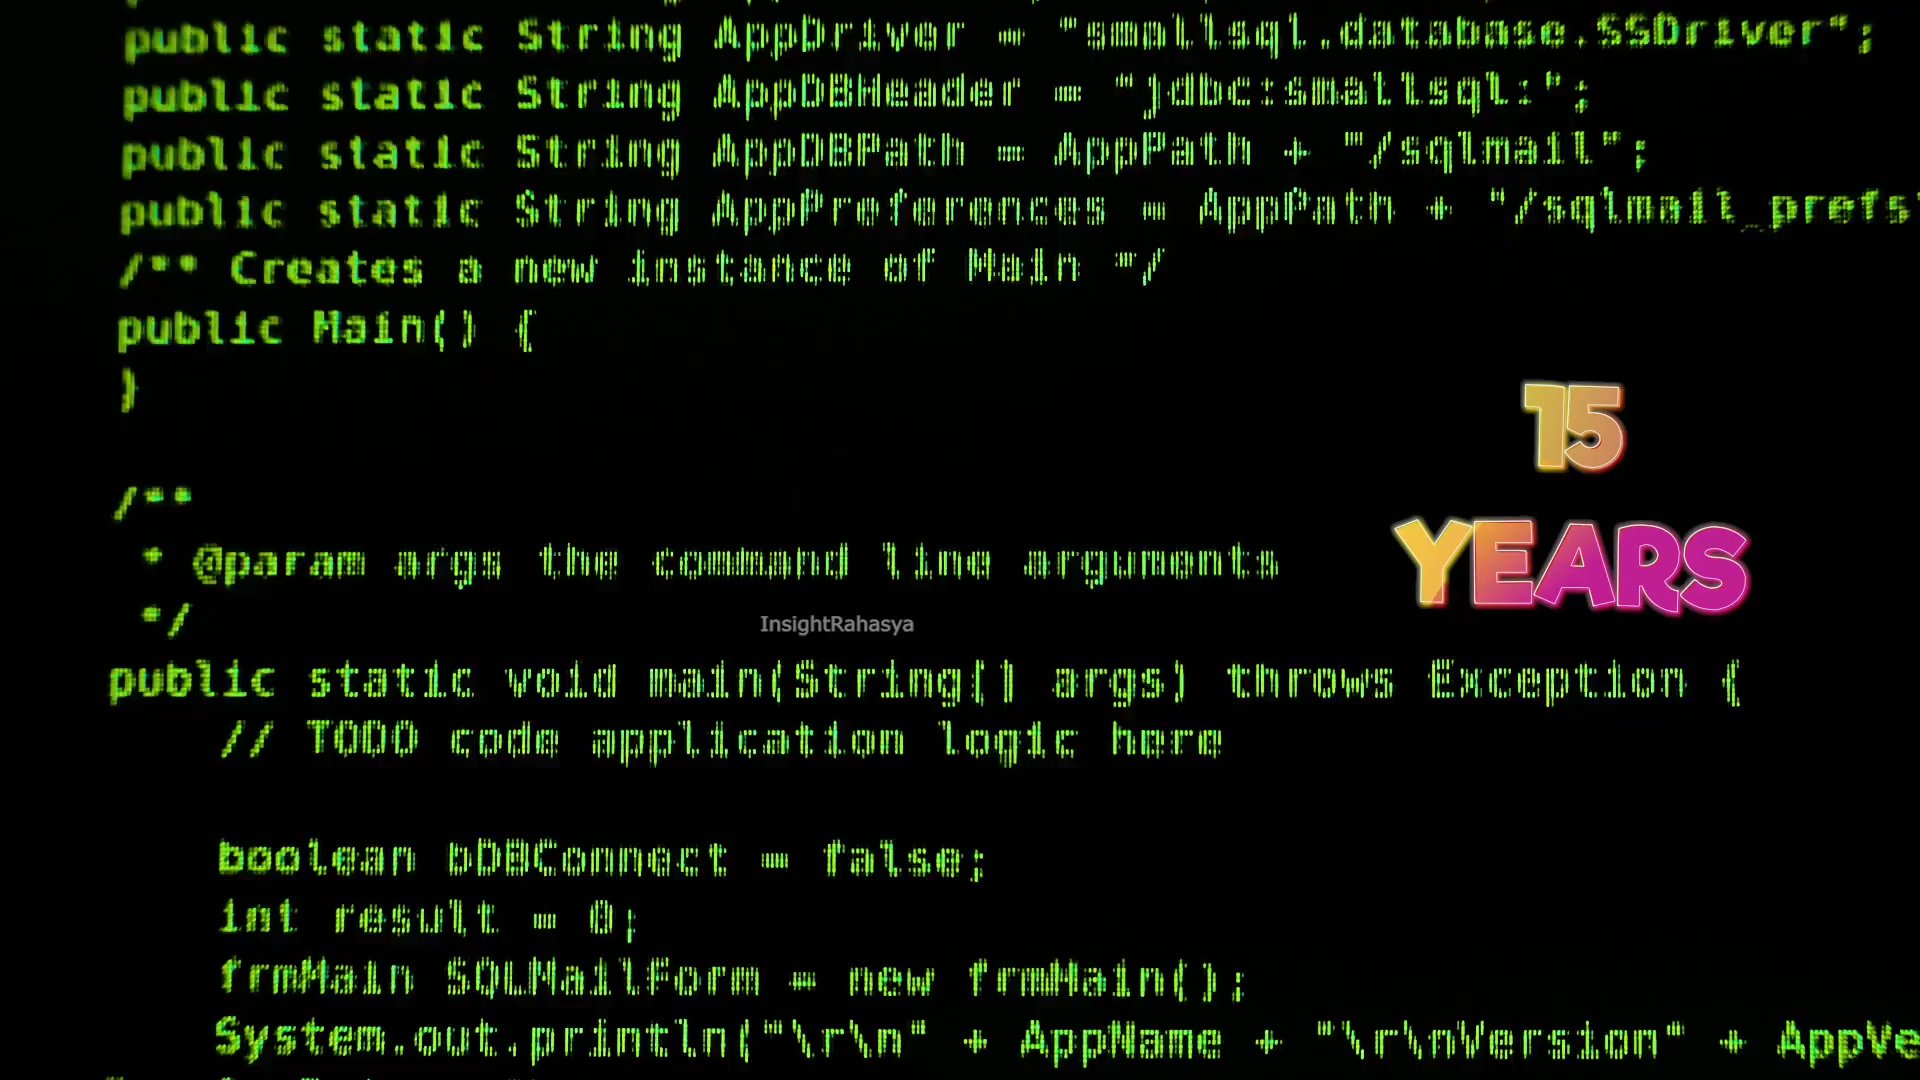 public static String AppDriver = "smallsql.database.SSDriver";
public static String AppDBHeader = "jdbc:smallsql:";
public static String AppDBPath = AppPath + "/sqlmail";
public static String AppPreferences = AppPath + "/sqlmail_prefs"
/** Creates a new instance of Main */
public Main() {
}
/**
* @param args the command line arguments
*/
public static void main(String[] args) throws Exception {
// TODO code application logic here
boolean bDBConnect = false;
int result = 0;
frmMain SQLMailForm = new frmMain();
System.out.println("\r\n" + AppName + "\r\nVersion" + AppVe
15
YEARS
InsightRahasya